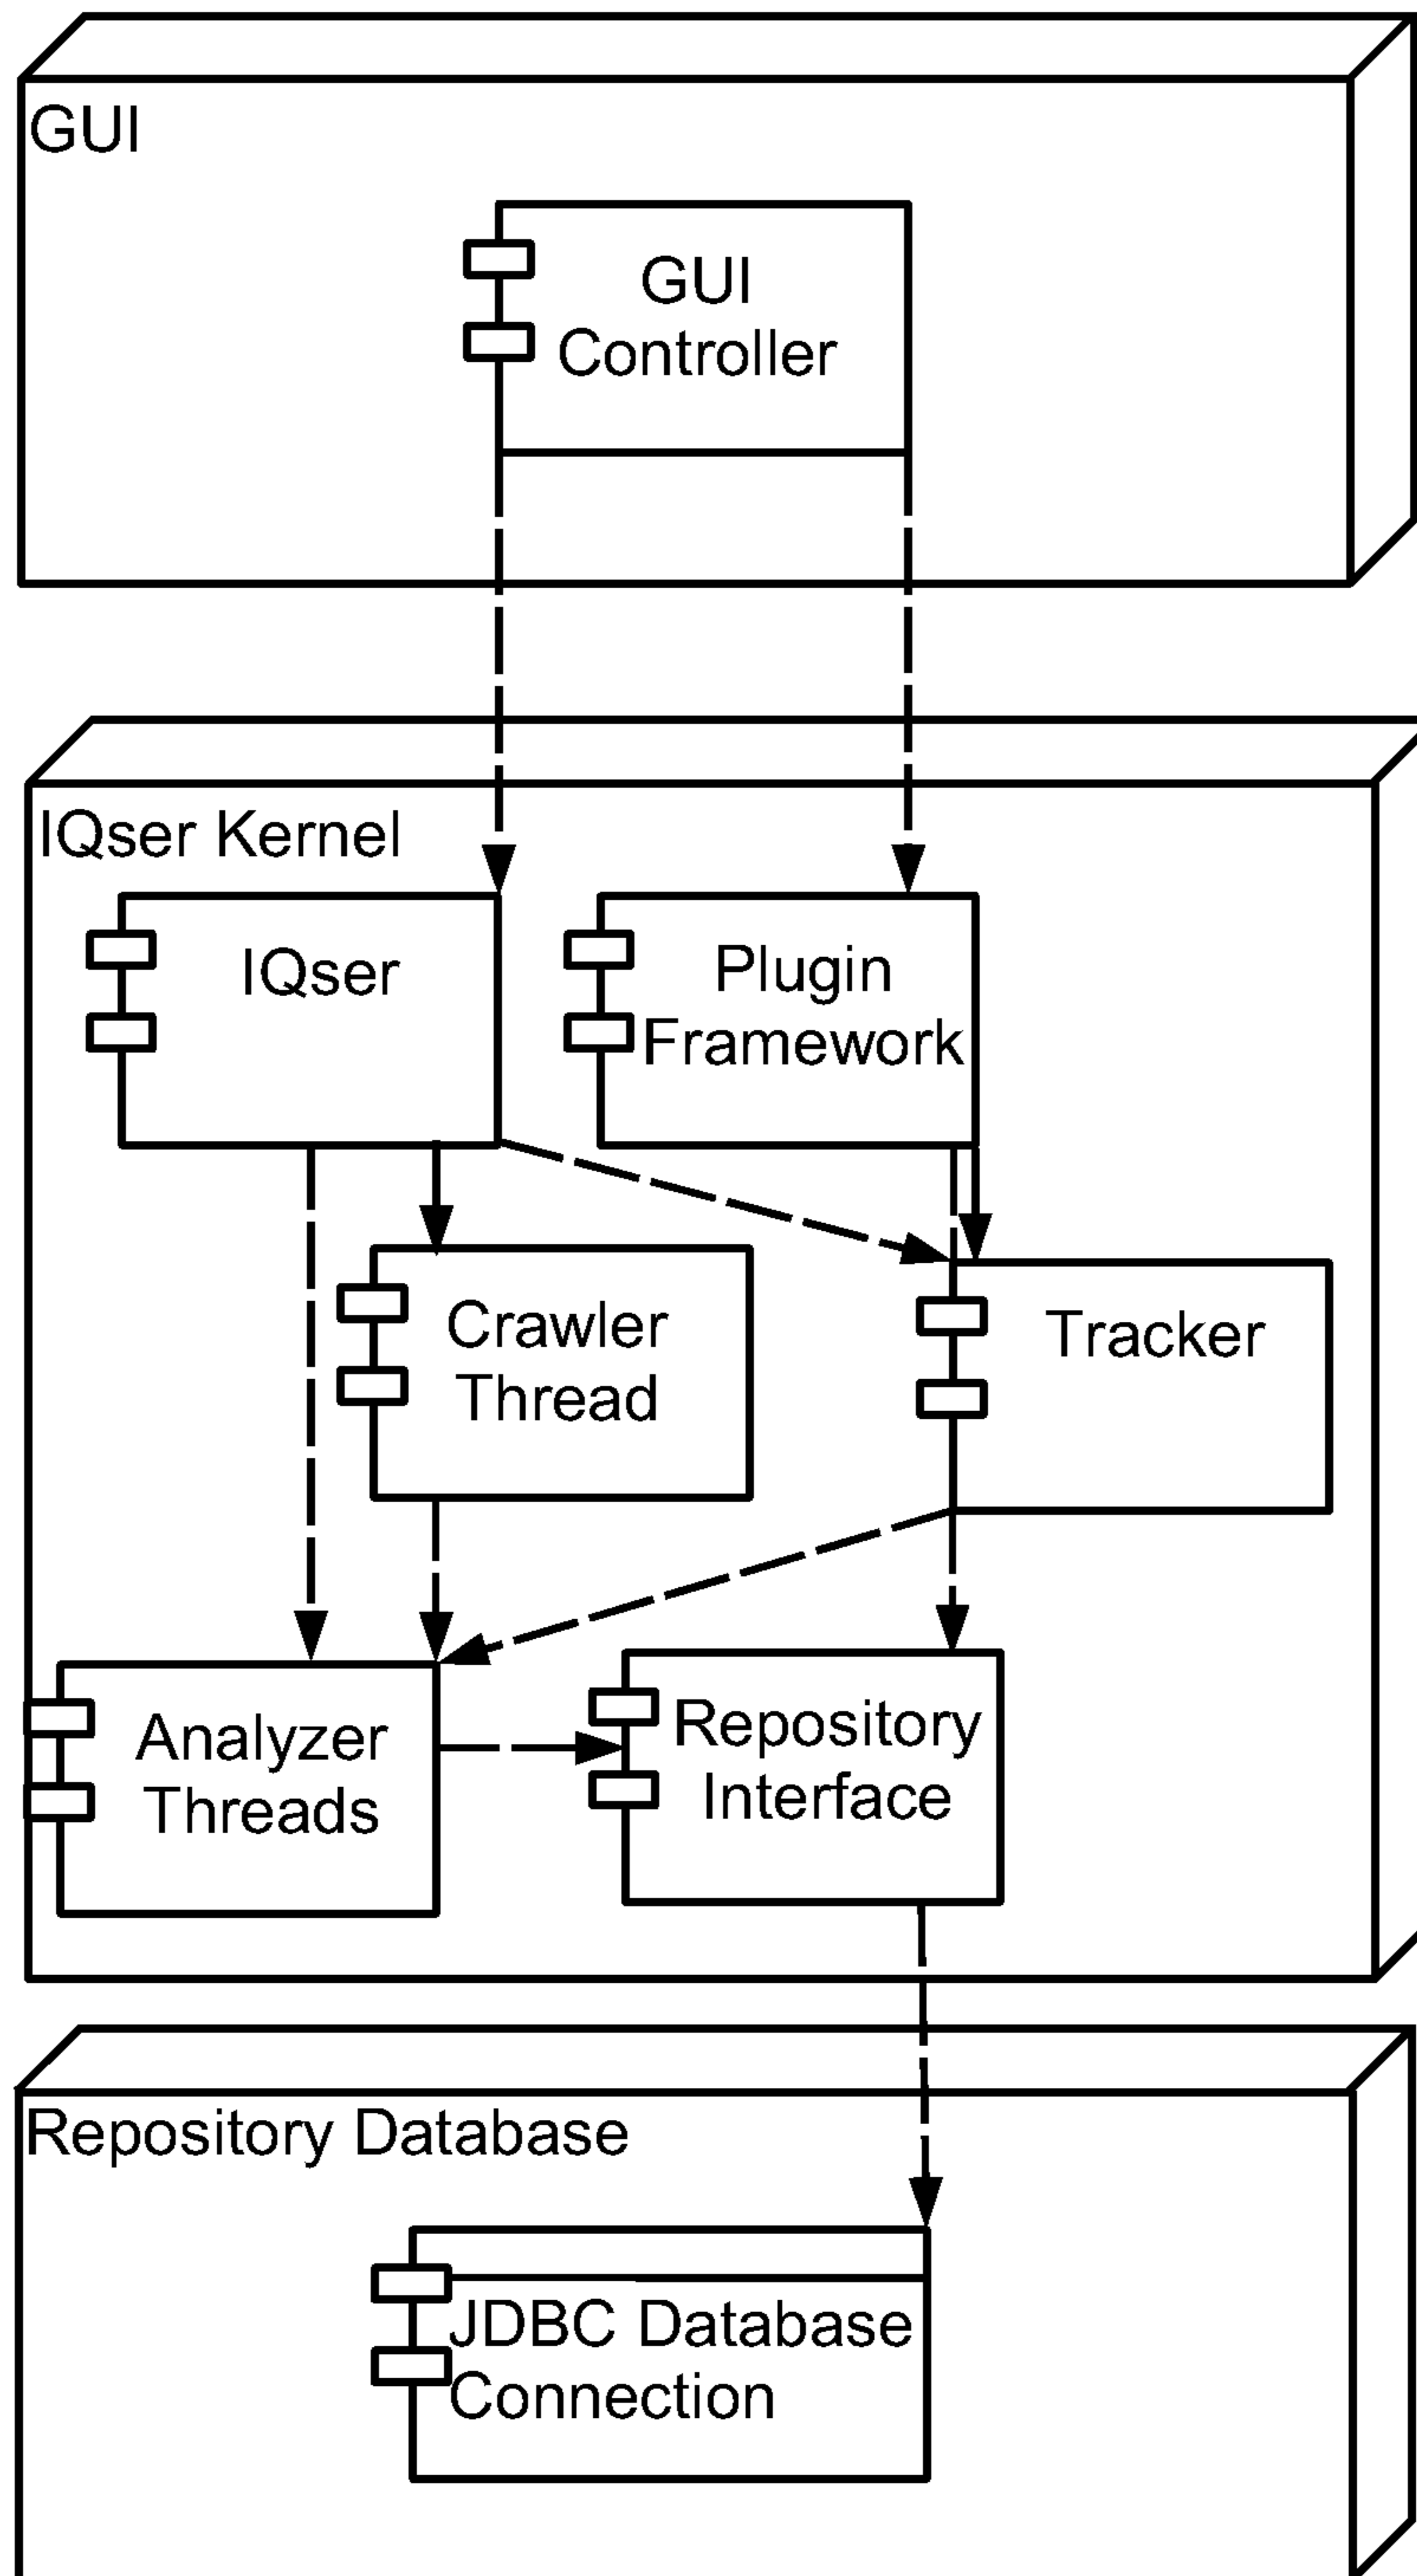 GUI
GUI
Controller
IQser Kernel
IQser
Plugin
Framework
Crawler
Thread
Tracker
Analyzer
Threads
Repository
Interface
Repository Database
JDBC Database
Connection